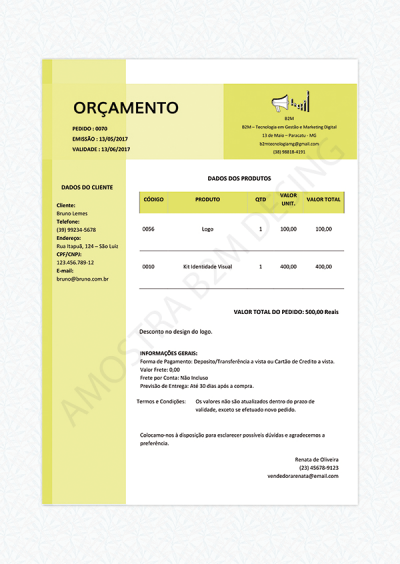 ORÇAMENTO
PEDIDO : 0070
EMISSÃO : 13/05/2017
VALIDADE : 13/06/2017
B2M
B2M – Tecnologia em Gestão e Marketing Digital
13 de Maio – Paracatu - MG
b2mtecnologiamg@gmail.com
(38) 98818-4191
DADOS DO CLIENTE
Cliente:
Bruno Lemes
Telefone:
(39) 99234-5678
Endereço:
Rua Itapuã, 124 – São Luiz
CPF/CNPJ:
123.456.789-12
E-mail:
bruno@bruno.com.br
DADOS DOS PRODUTOS
CÓDIGO PRODUTO QTD VALOR UNIT. VALOR TOTAL
0056 Logo 1 100,00 100,00
0010 Kit Identidade Visual 1 400,00 400,00
VALOR TOTAL DO PEDIDO: 500,00 Reais
Desconto no design do logo.
INFORMAÇÕES GERAIS:
Forma de Pagamento: Deposito/Transferência a vista ou Cartão de Credito a vista.
Valor Frete: 0,00
Frete por Conta: Não Incluso
Previsão de Entrega: Até 30 dias após a compra.
Termos e Condições: Os valores não são atualizados dentro do prazo de
validade, exceto se efetuado novo pedido.
Colocamo-nos à disposição para esclarecer possíveis dúvidas e agradecemos a
preferência.
Renata de Oliveira
(23) 45678-9123
vendedorarenata@email.com
AMOSTRA B2M DESING